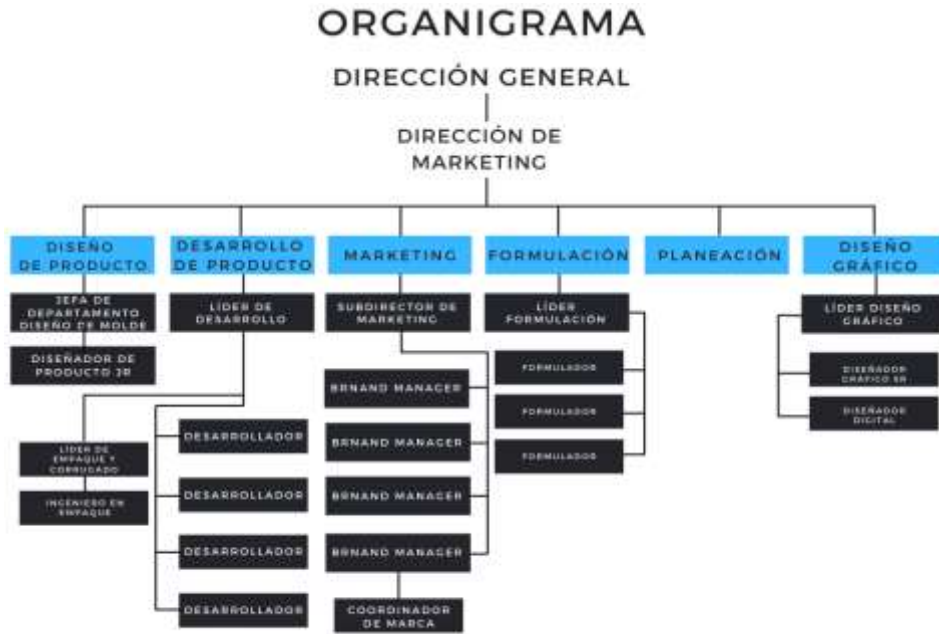 ORGANIGRAMA
DIRECCIÓN GENERAL
DIRECCIÓN DE
MARKETING
DISEÑO
DE PRODUCTO
DESARROLLO
DE PRODUCTO
MARKETING
FORMULACIÓN
PLANEACIÓN
DISEÑO
GRÁFICO
JEFA DE
DEPARTAMENTO
DISEÑO DE MOLDE
DISEÑADOR DE
PRODUCTO JR
LÍDER DE
DESARROLLO
LÍDER DE
EMPAQUE Y
CORRUGADO
INGENIERO EN
EMPAQUE
DESARROLLADOR
DESARROLLADOR
DESARROLLADOR
DESARROLLADOR
SUBDIRECTOR DE
MARKETING
BRNAND MANAGER
BRNAND MANAGER
BRNAND MANAGER
BRNAND MANAGER
COORDINADOR
DE MARCA
LÍDER
FORMULACIÓN
FORMULADOR
FORMULADOR
FORMULADOR
LÍDER DISEÑO
GRÁFICO
DISEÑADOR
GRÁFICO SR
DISEÑADOR
DIGITAL